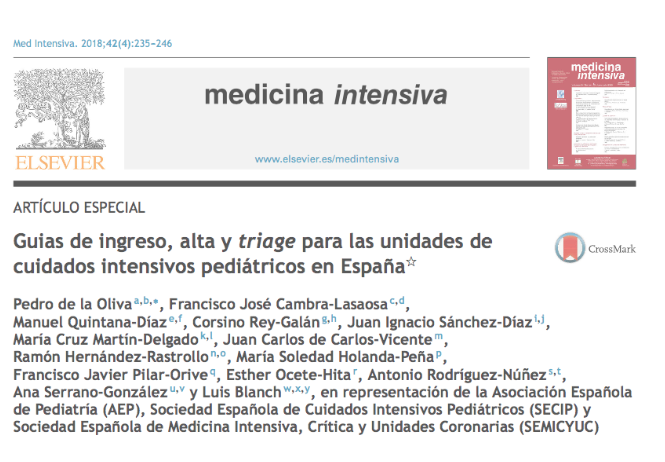 Med Intensiva. 2018;42(4):235-246
medicina intensiva
ELSEVIER
www.elsevier.es/medintensiva
medicina
intensiva
ARTÍCULO ESPECIAL
Guias de ingreso, alta y triage para las unidades de
cuidados intensivos pediátricos en España☆
CrossMark
Pedro de la Oliva a,b,*, Francisco José Cambra-Lasaosa c,d,
Manuel Quintana-Díaz e,f, Corsino Rey-Galán g,h, Juan Ignacio Sánchez-Díaz i,j,
María Cruz Martín-Delgado k,l, Juan Carlos de Carlos-Vicente m,
Ramón Hernández-Rastrollo n,o, María Soledad Holanda-Peña p,
Francisco Javier Pilar-Orive q, Esther Ocete-Hita r, Antonio Rodríguez-Núñez s,t,
Ana Serrano-González u,v y Luis Blanch w,x,y, en representación de la Asociación Española
de Pediatría (AEP), Sociedad Española de Cuidados Intensivos Pediátricos (SECIP) y
Sociedad Española de Medicina Intensiva, Crítica y Unidades Coronarias (SEMICYUC)